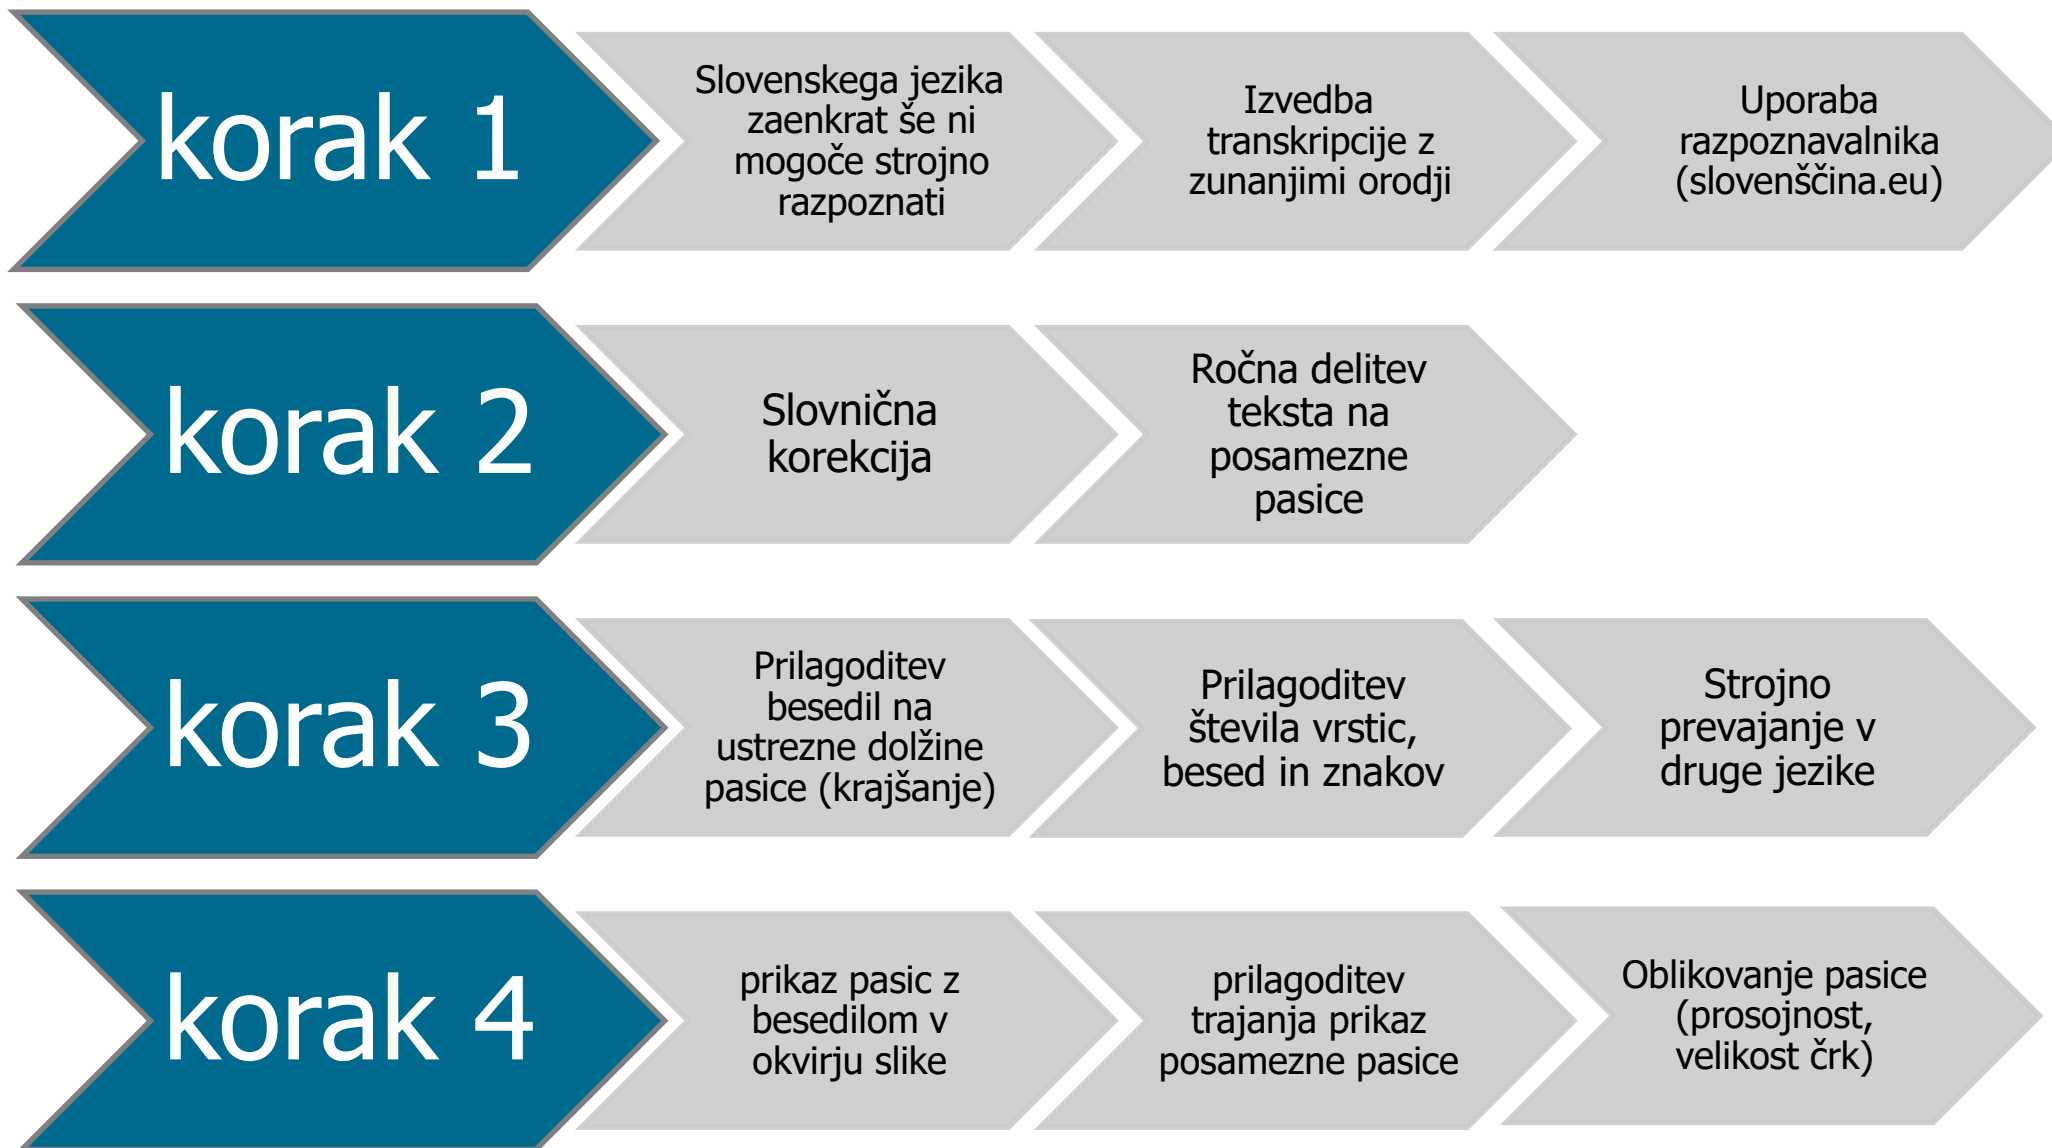 korak 1
Slovenskega jezika
zaenkrat še ni
mogoče strojno
razpoznati
Izvedba
transkripcije z
zunanjimi orodji
Uporaba
razpoznavalnika
(slovenščina.eu)
korak 2
Slovnična
korekcija
Ročna delitev
teksta na
posamezne
pasice
korak 3
Prilagoditev
besedil na
ustrezne dolžine
pasice (krajšanje)
Prilagoditev
števila vrstic,
besed in znakov
Strojno
prevajanje v
druge jezike
korak 4
prikaz pasic z
besedilom v
okvirju slike
prilagoditev
trajanja prikaz
posamezne pasice
Oblikovanje pasice
(prosojnost,
velikost črk)